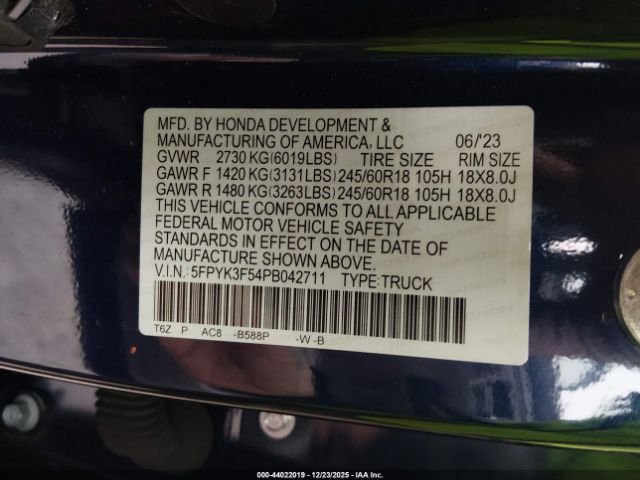 MFD. BY HONDA DEVELOPMENT &
MANUFACTURING OF AMERICA, LLC 06/'23
GVWR 2730 KG(6019LBS) TIRE SIZE RIM SIZE
GAWR F 1420 KG(3131LBS) 245/60R18 105H 18X8.0J
GAWR R 1480 KG(3263LBS) 245/60R18 105H 18X8.0J
THIS VEHICLE CONFORMS TO ALL APPLICABLE
FEDERAL MOTOR VEHICLE SAFETY
STANDARDS IN EFFECT ON THE DATE OF
MANUFACTURE SHOWN ABOVE.
V.I.N.: 5FPYK3F54PB042711 TYPE:TRUCK
T6Z P AC8 -B588P -W -B
000-44022019 | 12/23/2025 | IAA, Inc.